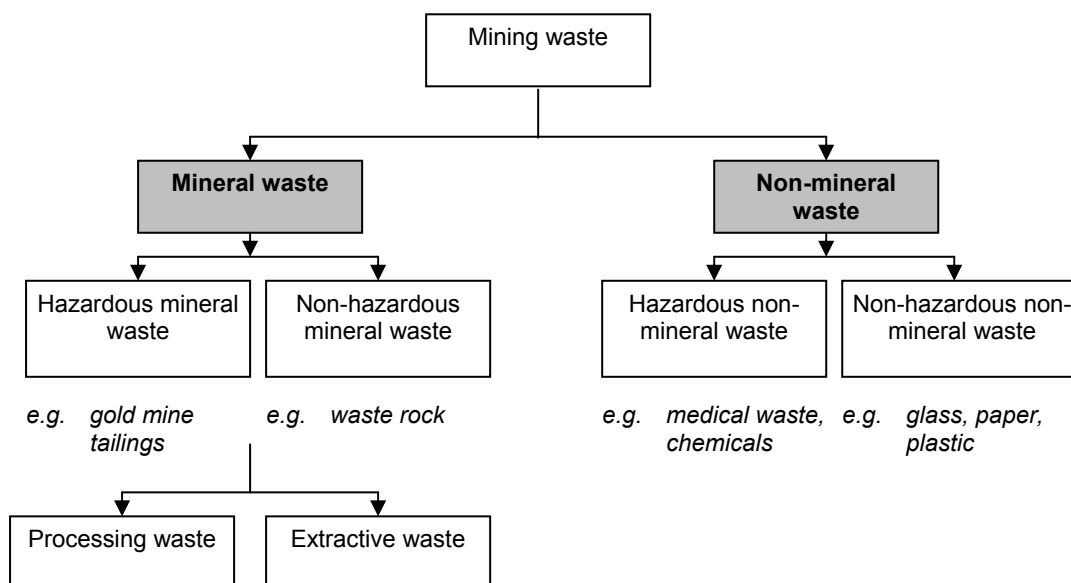 Mining waste
Mineral waste
Non-mineral
waste
Hazardous mineral
waste
Non-hazardous
mineral waste
Hazardous non-
mineral waste
Non-hazardous non-
mineral waste
e.g. gold mine
tailings
e.g. waste rock
e.g. medical waste,
chemicals
e.g. glass, paper,
plastic
Processing waste
Extractive waste